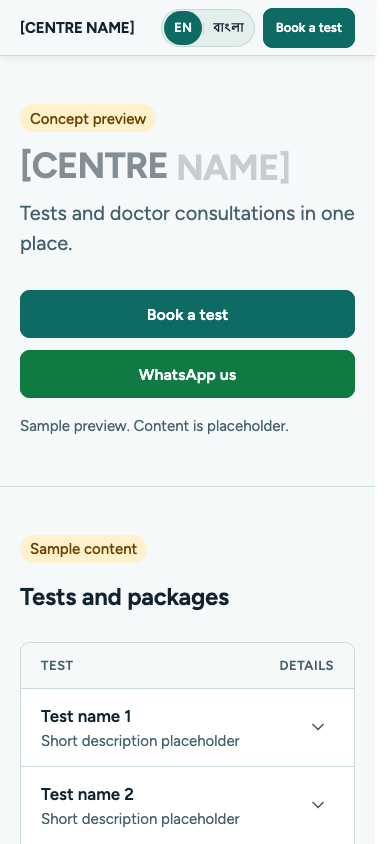 [CENTRE NAME]
EN
বাংলা
Book a test
Concept preview
[CENTRE NAME]
Tests and doctor consultations in one
place.
Book a test
WhatsApp us
Sample preview. Content is placeholder.
Sample content
Tests and packages
TEST DETAILS
Test name 1
Short description placeholder
Test name 2
Short description placeholder